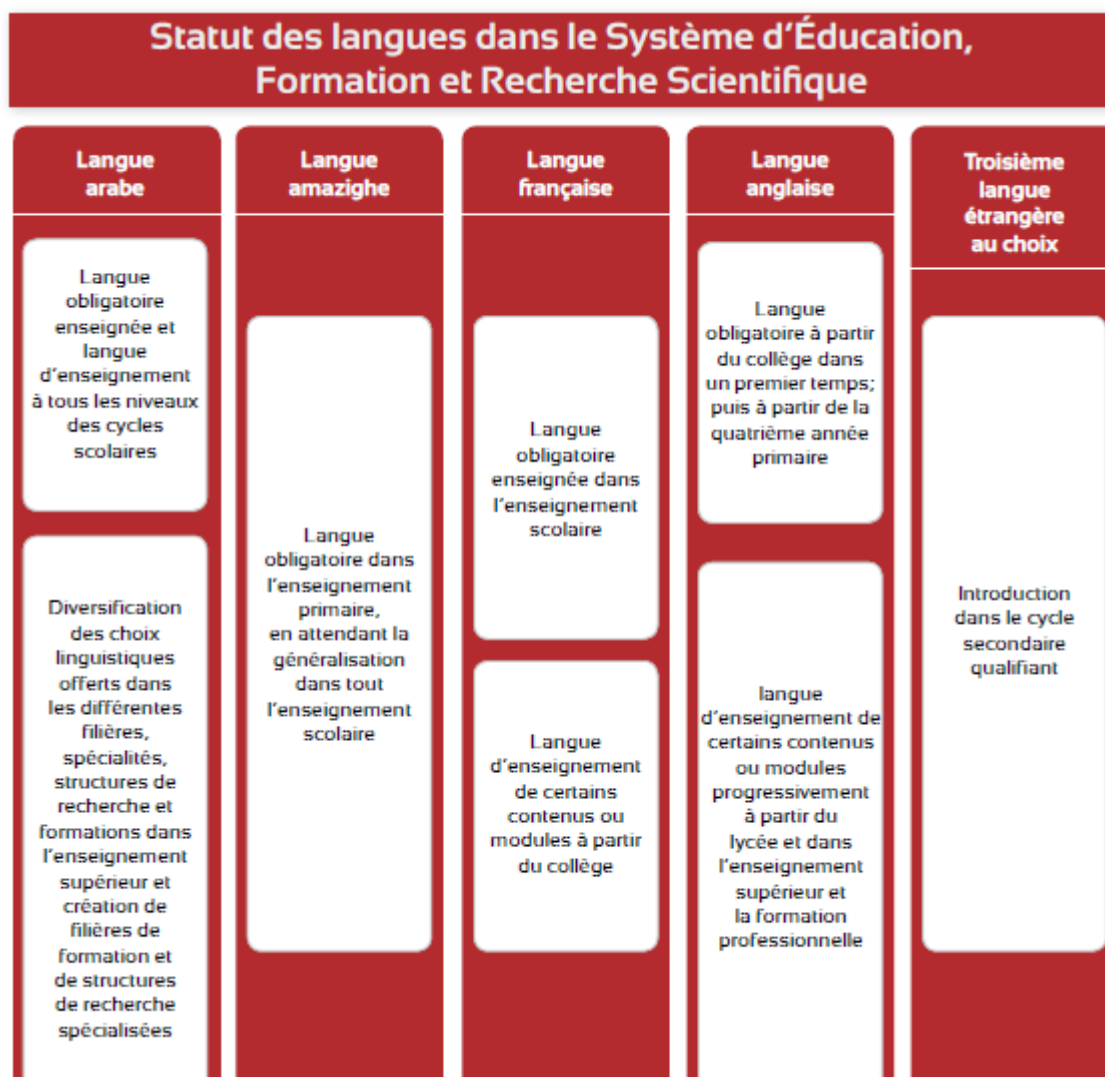 Statut des langues dans le Système d'Éducation,
Formation et Recherche Scientifique
Langue
arabe
Langue
obligatoire
enseignée et
langue
d'enseignement
à tous les niveaux
des cycles
scolaires
Diversification
des choix
linguistiques
offerts dans
les différentes
filières,
spécialités,
structures de
recherche et
formations dans
l'enseignement
supérieur et
création de
filières de
formation et
de structures
de recherche
spécialisées
Langue
amazighe
Langue
obligatoire dans
l'enseignement
primaire,
en attendant la
généralisation
dans tout
l'enseignement
scolaire
Langue
française
Langue
obligatoire
enseignée dans
l'enseignement
scolaire
Langue
d'enseignement
de certains
contenus ou
modules à partir
du collège
Langue
anglaise
Langue
obligatoire à partir
du collège dans
un premier temps;
puis à partir de la
quatrième année
primaire
langue
d'enseignement de
certains contenus
ou modules
progressivement
à partir du
lycée et dans
l'enseignement
supérieur et
la formation
professionnelle
Troisième
langue
étrangère
au choix
Introduction
dans le cycle
secondaire
qualifiant